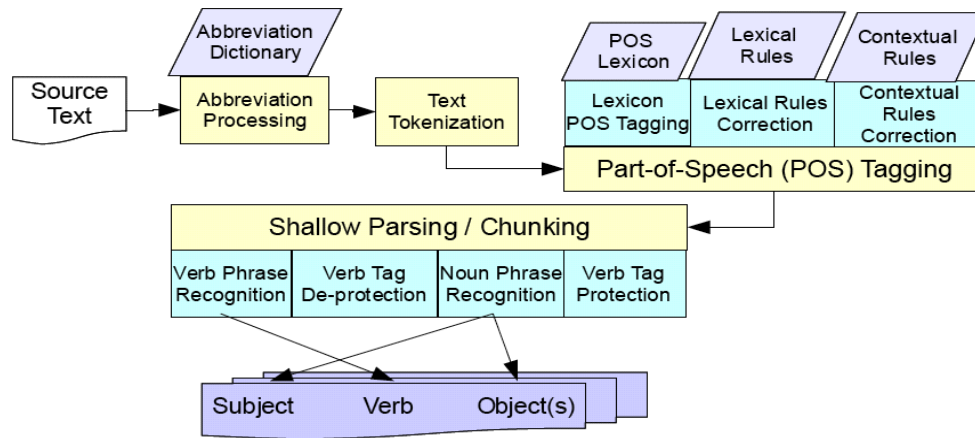 Abbreviation
Dictionary
POS
Lexicon
Lexical
Rules
Contextual
Rules
Source
Text
Abbreviation
Processing
Text
Tokenization
Lexicon
POS Tagging
Lexical Rules
Correction
Contextual
Rules
Correction
Part-of-Speech (POS) Tagging
Shallow Parsing / Chunking
Verb Phrase
Recognition
Verb Tag
De-protection
Noun Phrase
Recognition
Verb Tag
Protection
Subject
Verb
Object(s)